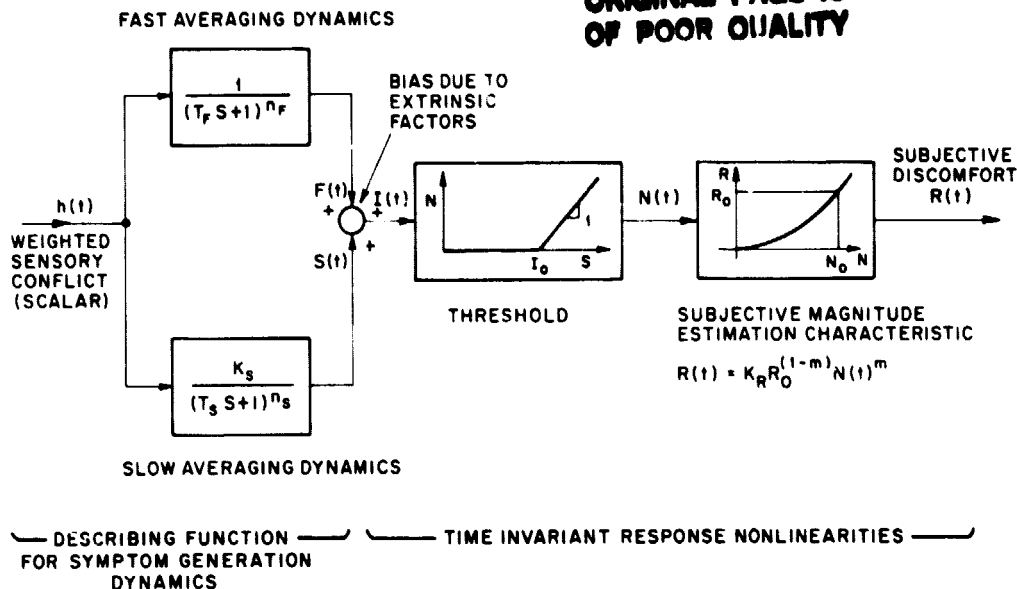 OF POOR QUALITY
FAST AVERAGING DYNAMICS
1
(T_F S+1)^n_F
BIAS DUE TO
EXTRINSIC
FACTORS
h(t)
WEIGHTED
SENSORY
CONFLICT
(SCALAR)
F(t)
+
I(t)
+
S(t)
+
N
1
I_0
S
THRESHOLD
N(t)
R
R_0
N_0
N
SUBJECTIVE
DISCOMFORT
R(t)
SUBJECTIVE MAGNITUDE
ESTIMATION CHARACTERISTIC
R(t) = K_R R_0^(1-m) N(t)^m
K_S
(T_S S+1)^n_S
SLOW AVERAGING DYNAMICS
DESCRIBING FUNCTION
FOR SYMPTOM GENERATION
DYNAMICS
TIME INVARIANT RESPONSE NONLINEARITIES